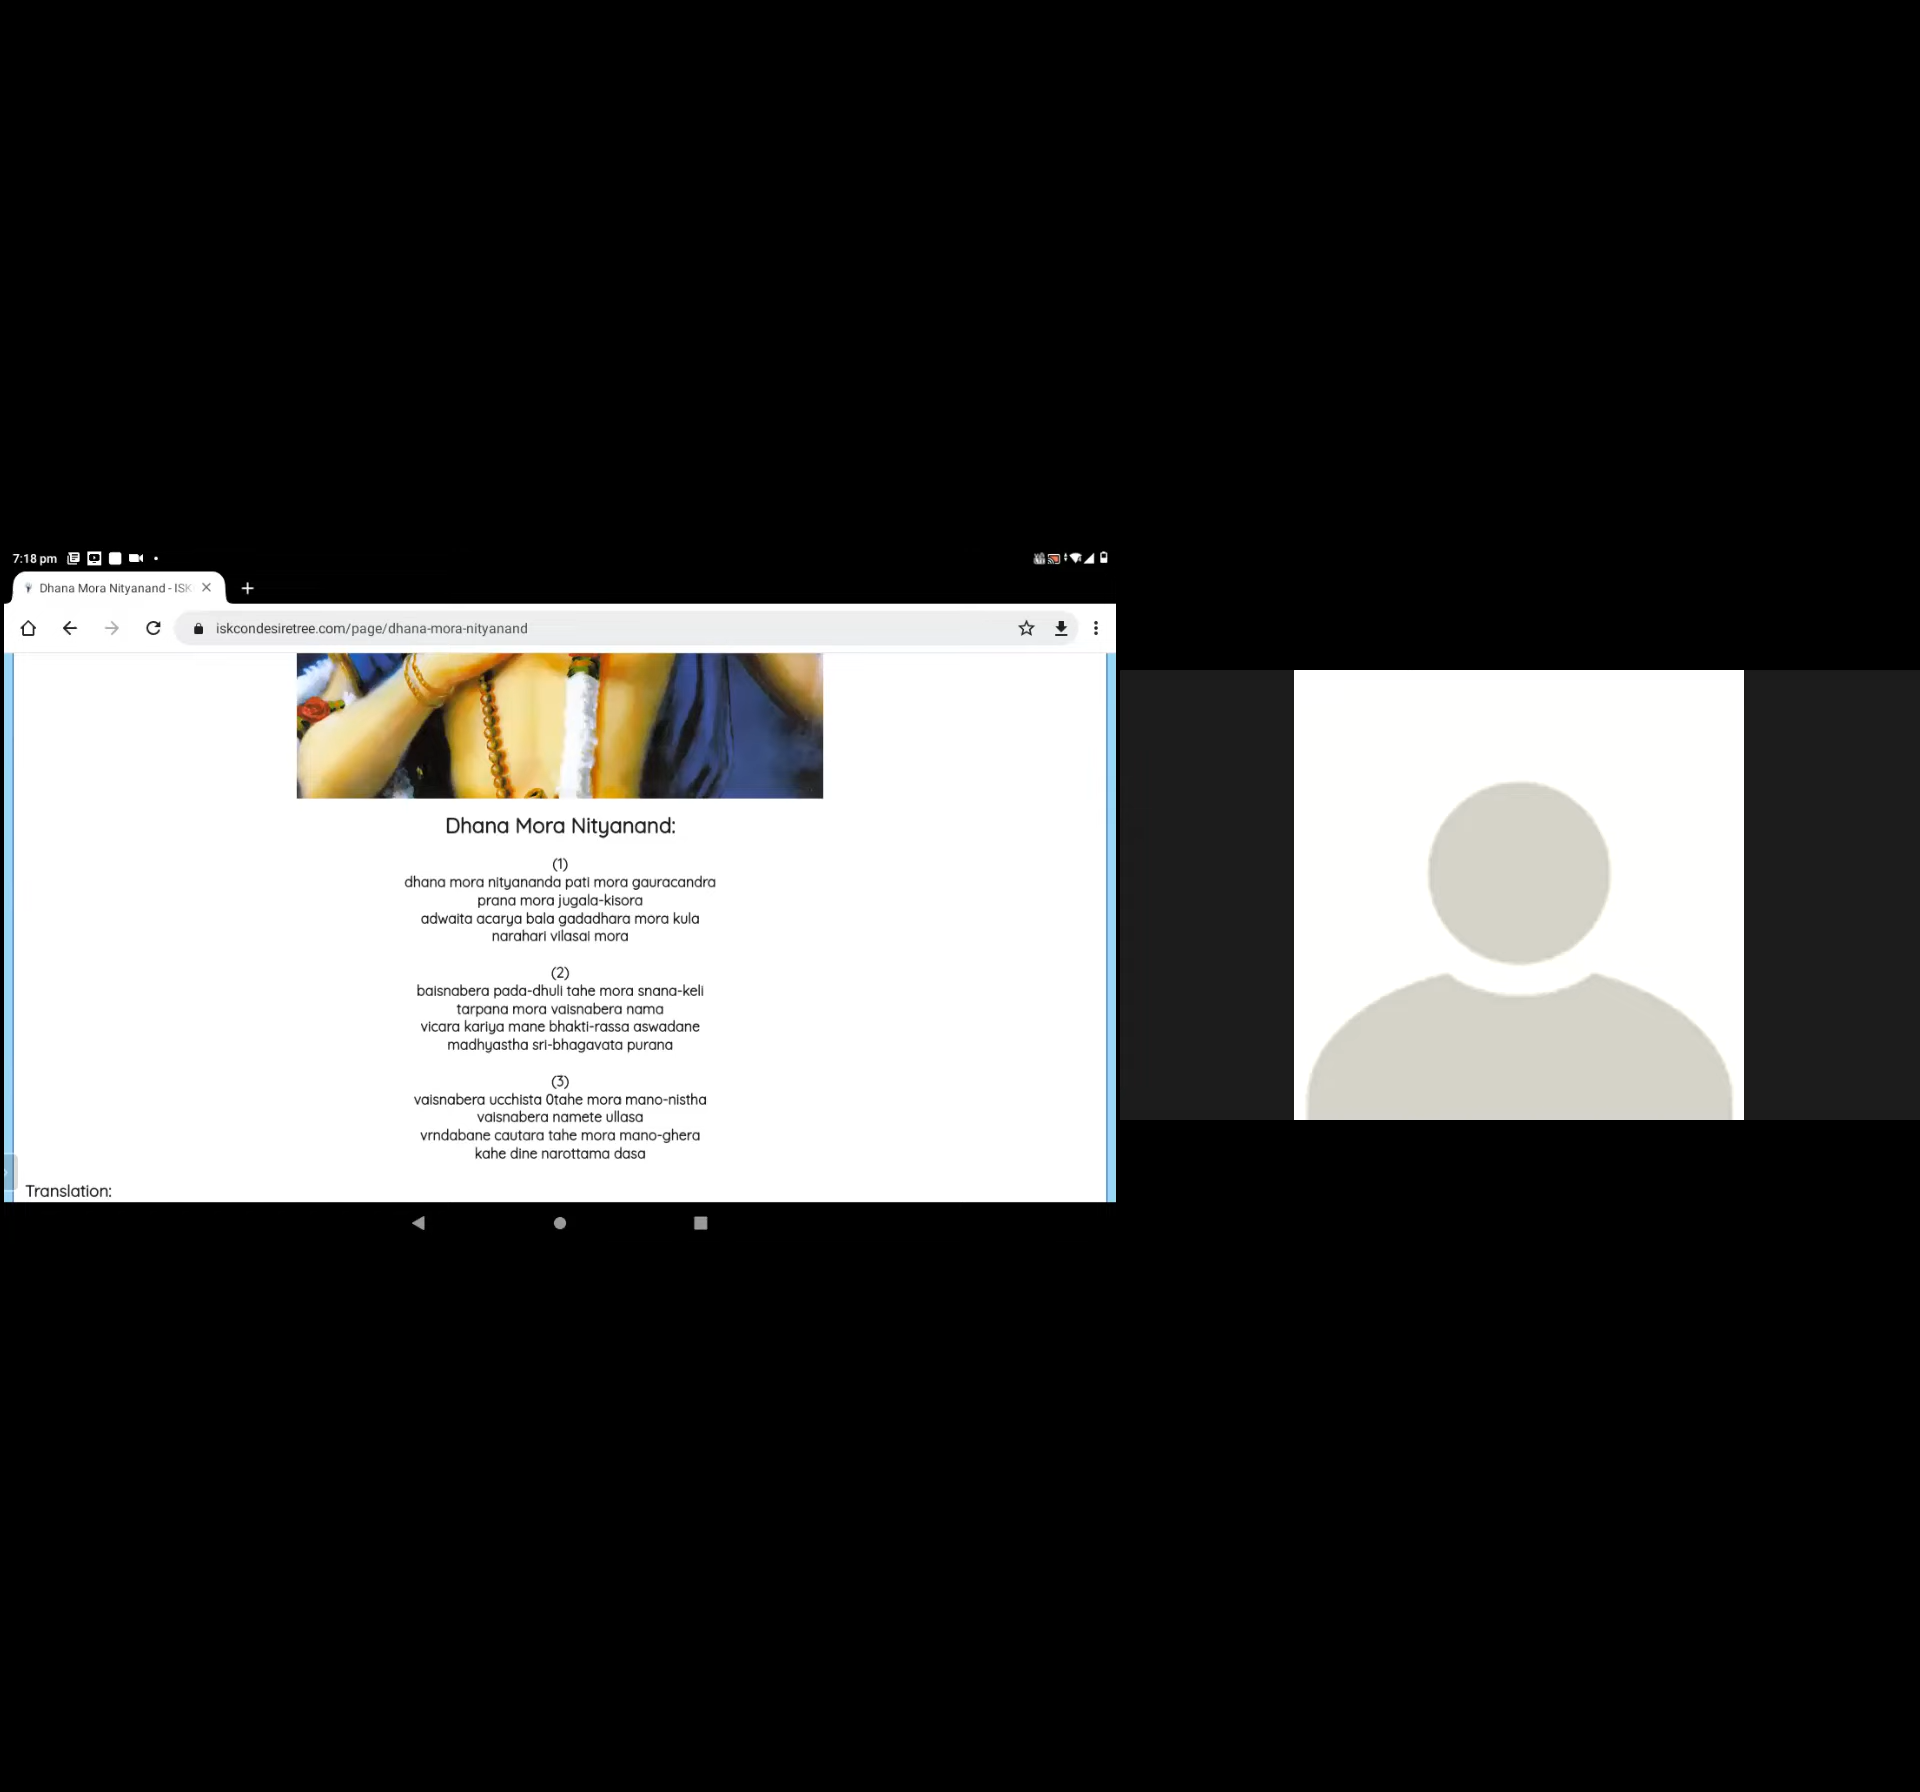 7:18 pm
Dhana Mora Nityanand - ISK
iskcondesiretree.com/page/dhana-mora-nityanand
Dhana Mora Nityanand:
(1)
dhana mora nityananda pati mora gauracandra
prana mora jugala-kisora
adwaita acarya bala gadadhara mora kula
narahari vilasai mora
(2)
baisnabera pada-dhuli tahe mora snana-keli
tarpana mora vaisnabera nama
vicara kariya mane bhakti-rassa aswadane
madhyastha sri-bhagavata purana
(3)
vaisnabera ucchista 0tahe mora mano-nistha
vaisnabera namete ullasa
vrndabane cautara tahe mora mano-ghera
kahe dine narottama dasa
Translation: